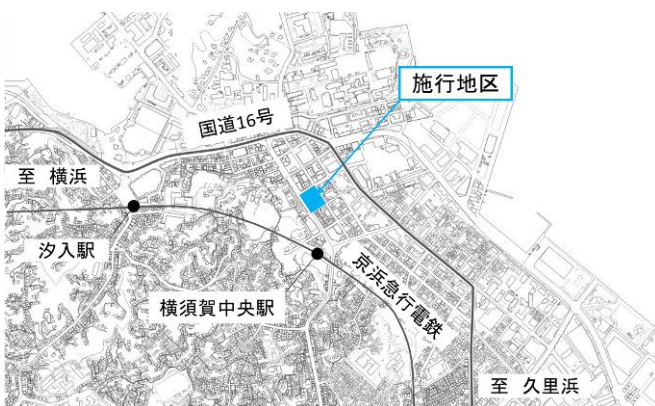 施行地区
国道16号
至 横浜
汐入駅
横須賀中央駅
京浜急行電鉄
至 久里浜